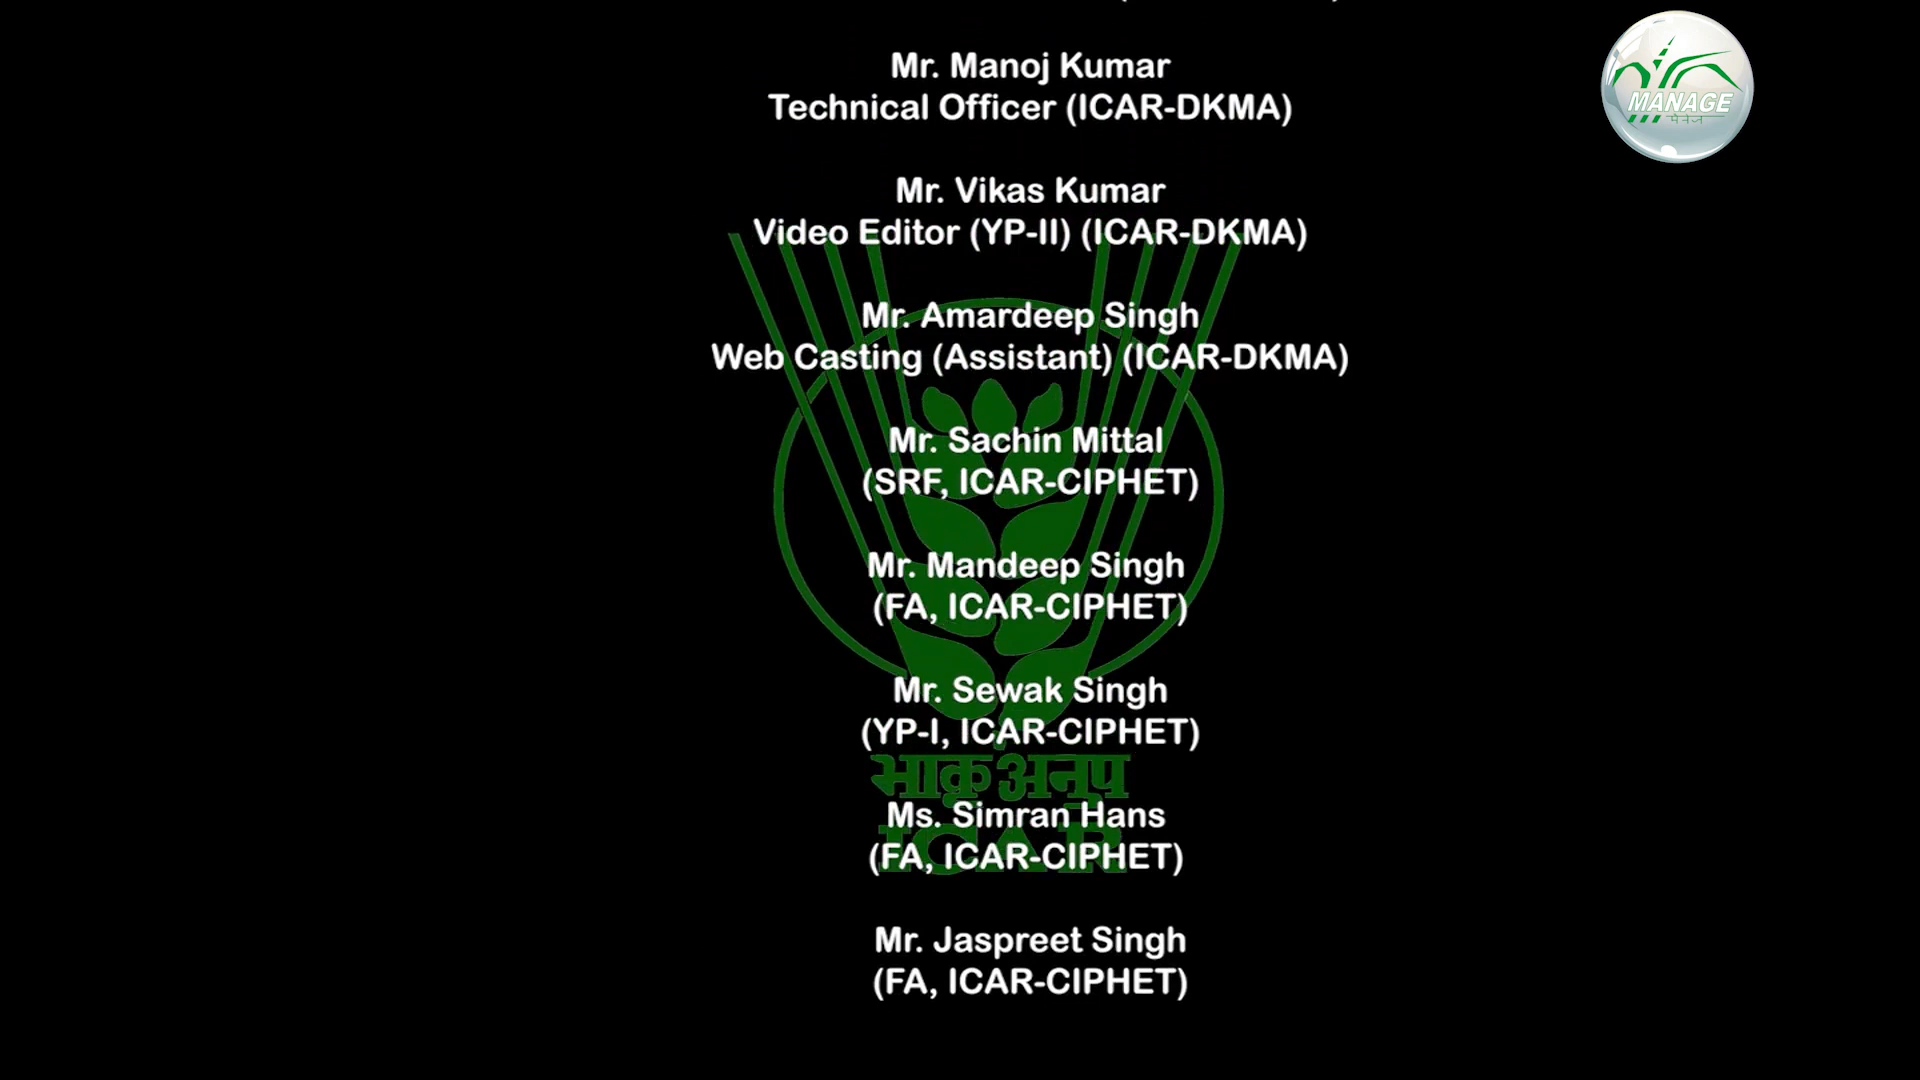 Mr. Manoj Kumar
Technical Officer (ICAR-DKMA)
MANAGE
मैनेज
Mr. Vikas Kumar
Video Editor (YP-II) (ICAR-DKMA)
Mr. Amardeep Singh
Web Casting (Assistant) (ICAR-DKMA)
Mr. Sachin Mittal
(SRF, ICAR-CIPHET)
Mr. Mandeep Singh
(FA, ICAR-CIPHET)
Mr. Sewak Singh
(YP-I, ICAR-CIPHET)
भाकृअनुप
Ms. Simran Hans
ICAR
(FA, ICAR-CIPHET)
Mr. Jaspreet Singh
(FA, ICAR-CIPHET)